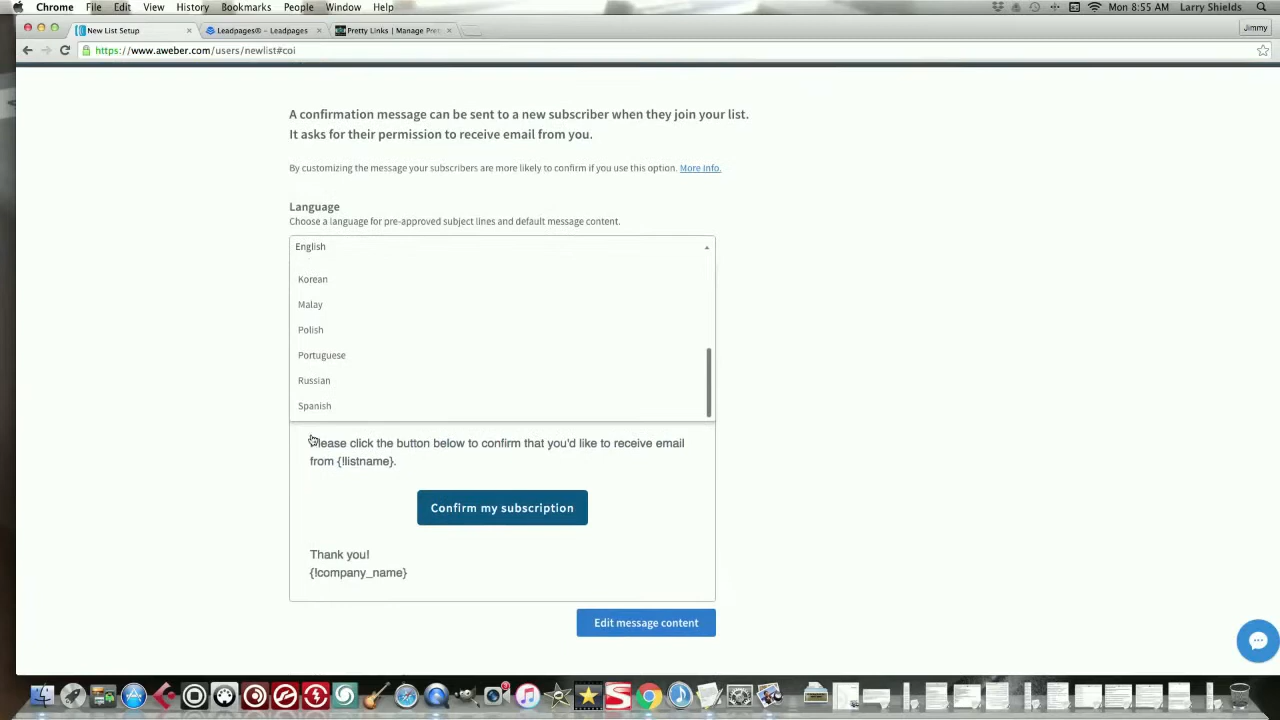 Chrome File Edit View History Bookmarks People Window Help
Mon 8:55 AM Larry Shields
New List Setup
Leadpages® – Leadpages
Pretty Links | Manage Pret
Jimmy
https://www.aweber.com/users/newlist#coi
A confirmation message can be sent to a new subscriber when they join your list.
It asks for their permission to receive email from you.
By customizing the message your subscribers are more likely to confirm if you use this option. More Info.
Language
Choose a language for pre-approved subject lines and default message content.
English
Korean
Malay
Polish
Portuguese
Russian
Spanish
Please click the button below to confirm that you'd like to receive email
from {!listname}.
Confirm my subscription
Thank you!
{!company_name}
Edit message content